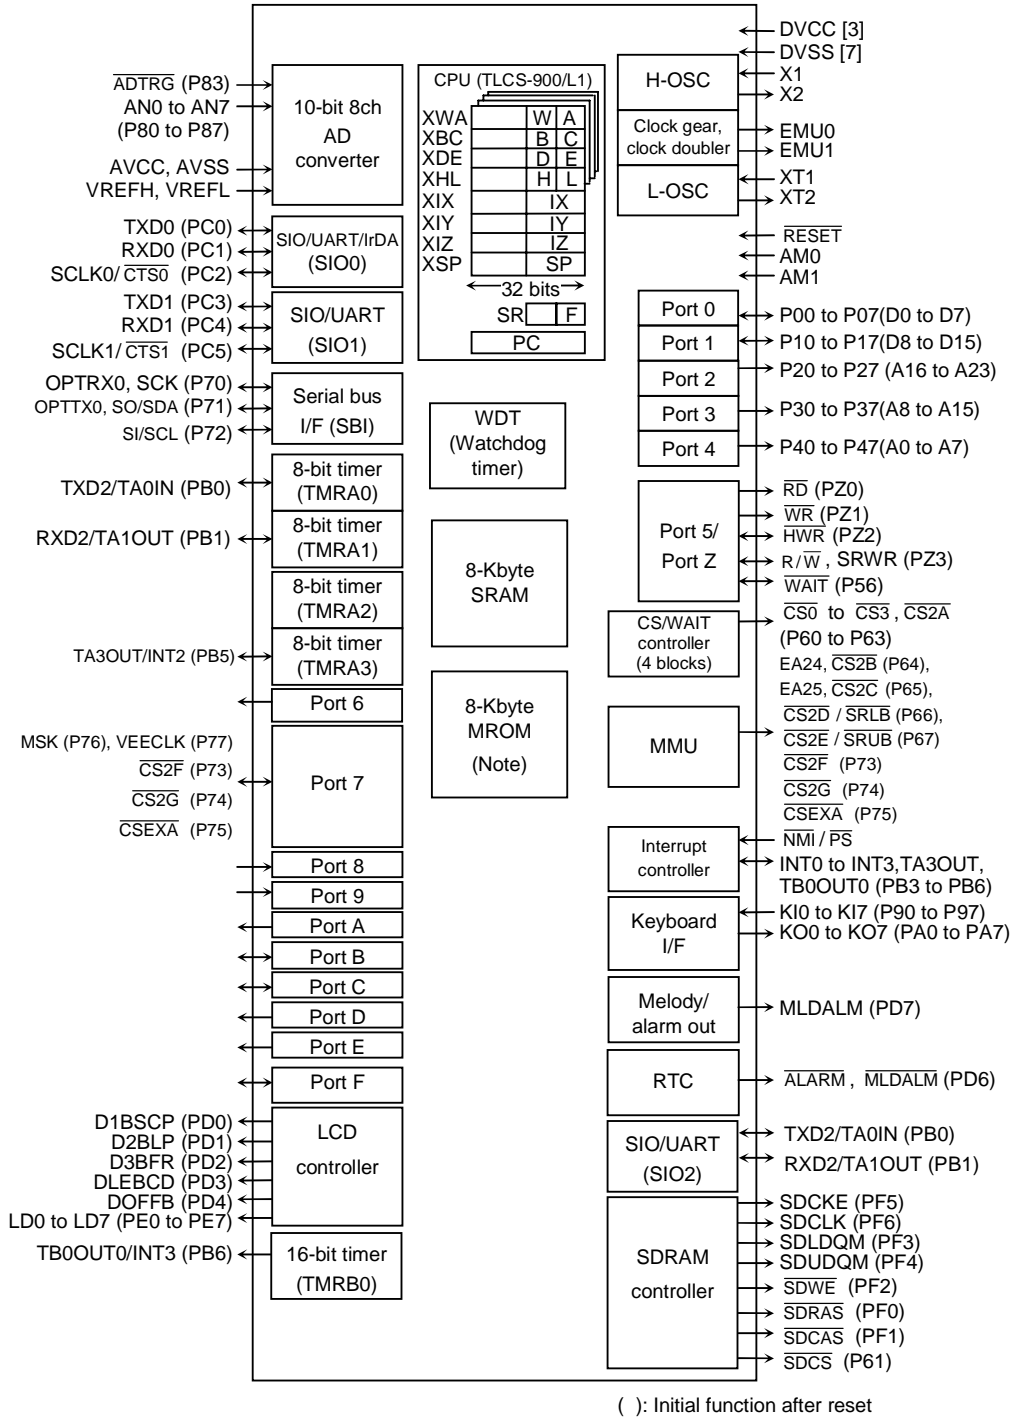 ADTRG (P83)
AN0 to AN7
(P80 to P87)
AVCC, AVSS
VREFH, VREFL
10-bit 8ch
AD
converter
TXD0 (PC0)
RXD0 (PC1)
SCLK0/ CTS0 (PC2)
SIO/UART/IrDA
(SIO0)
TXD1 (PC3)
RXD1 (PC4)
SCLK1/ CTS1 (PC5)
SIO/UART
(SIO1)
OPTRX0, SCK (P70)
OPTTX0, SO/SDA (P71)
SI/SCL (P72)
Serial bus
I/F (SBI)
TXD2/TA0IN (PB0)
8-bit timer
(TMRA0)
RXD2/TA1OUT (PB1)
8-bit timer
(TMRA1)
8-bit timer
(TMRA2)
TA3OUT/INT2 (PB5)
8-bit timer
(TMRA3)
Port 6
MSK (P76), VEECLK (P77)
CS2F (P73)
CS2G (P74)
CSEXA (P75)
Port 7
Port 8
Port 9
Port A
Port B
Port C
Port D
Port E
Port F
D1BSCP (PD0)
D2BLP (PD1)
D3BFR (PD2)
DLEBCD (PD3)
DOFFB (PD4)
LD0 to LD7 (PE0 to PE7)
LCD
controller
TB0OUT0/INT3 (PB6)
16-bit timer
(TMRB0)
CPU (TLCS-900/L1)
XWA W A
XBC B C
XDE D E
XHL H L
XIX IX
XIY IY
XIZ IZ
XSP SP
32 bits
SR F
PC
WDT
(Watchdog
timer)
8-Kbyte
SRAM
8-Kbyte
MROM
(Note)
DVCC [3]
DVSS [7]
H-OSC
X1
X2
Clock gear,
clock doubler
EMU0
EMU1
L-OSC
XT1
XT2
RESET
AM0
AM1
Port 0
P00 to P07(D0 to D7)
Port 1
P10 to P17(D8 to D15)
Port 2
P20 to P27 (A16 to A23)
Port 3
P30 to P37(A8 to A15)
Port 4
P40 to P47(A0 to A7)
Port 5/
Port Z
RD (PZ0)
WR (PZ1)
HWR (PZ2)
R/W , SRWR (PZ3)
WAIT (P56)
CS/WAIT
controller
(4 blocks)
CS0 to CS3 , CS2A
(P60 to P63)
MMU
EA24, CS2B (P64),
EA25, CS2C (P65),
CS2D / SRLB (P66),
CS2E / SRUB (P67)
CS2F (P73)
CS2G (P74)
CSEXA (P75)
Interrupt
controller
NMI / PS
INT0 to INT3,TA3OUT,
TB0OUT0 (PB3 to PB6)
Keyboard
I/F
KI0 to KI7 (P90 to P97)
KO0 to KO7 (PA0 to PA7)
Melody/
alarm out
MLDALM (PD7)
RTC
ALARM , MLDALM (PD6)
SIO/UART
(SIO2)
TXD2/TA0IN (PB0)
RXD2/TA1OUT (PB1)
SDRAM
controller
SDCKE (PF5)
SDCLK (PF6)
SDLDQM (PF3)
SDUDQM (PF4)
SDWE (PF2)
SDRAS (PF0)
SDCAS (PF1)
SDCS (P61)
( ): Initial function after reset